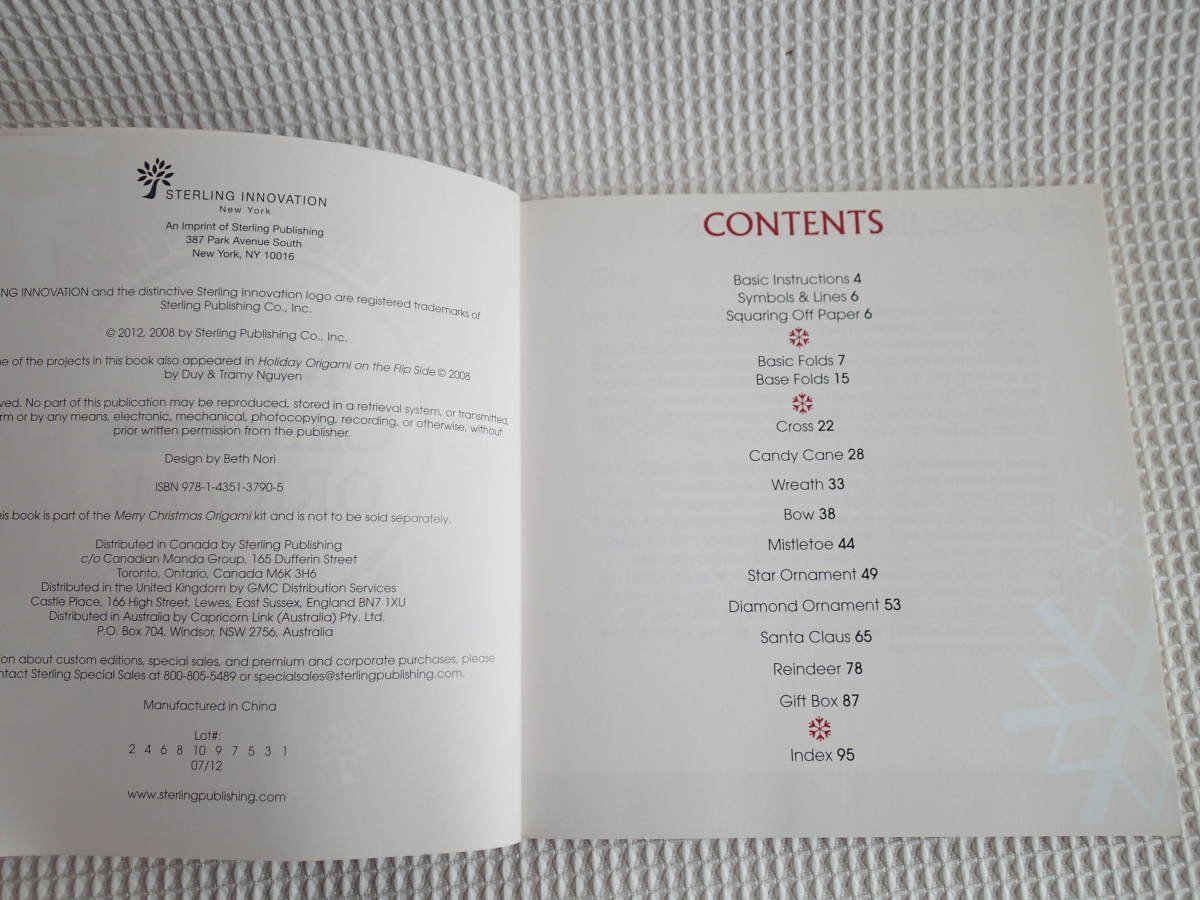 STERLING INNOVATION
New York
An Imprint of Sterling Publishing
387 Park Avenue South
New York, NY 10016
NG INNOVATION and the distinctive Sterling Innovation logo are registered trademarks of
Sterling Publishing Co., Inc.
© 2012, 2008 by Sterling Publishing Co., Inc.
of the projects in this book also appeared in Holiday Origami on the Flip Side © 2008
by Duy & Tramy Nguyen
ved. No part of this publication may be reproduced, stored in a retrieval system, or transmitted,
rm or by any means, electronic, mechanical, photocopying, recording, or otherwise, without
prior written permission from the publisher.
Design by Beth Nori
ISBN 978-1-4351-3790-5
his book is part of the Merry Christmas Origami kit and is not to be sold separately.
Distributed in Canada by Sterling Publishing
c/o Canadian Manda Group, 165 Dufferin Street
Toronto, Ontario, Canada M6K 3H6
Distributed in the United Kingdom by GMC Distribution Services
Castle Place, 166 High Street, Lewes, East Sussex, England BN7 1XU
Distributed in Australia by Capricorn Link (Australia) Pty. Ltd.
P.O. Box 704, Windsor, NSW 2756, Australia
on about custom editions, special sales, and premium and corporate purchases, please
ntact Sterling Special Sales at 800-805-5489 or specialsales@sterlingpublishing.com.
Manufactured in China
Lot#:
2 4 6 8 10 9 7 5 3 1
07/12
www.sterlingpublishing.com
CONTENTS
Basic Instructions 4
Symbols & Lines 6
Squaring Off Paper 6
Basic Folds 7
Base Folds 15
Cross 22
Candy Cane 28
Wreath 33
Bow 38
Mistletoe 44
Star Ornament 49
Diamond Ornament 53
Santa Claus 65
Reindeer 78
Gift Box 87
Index 95